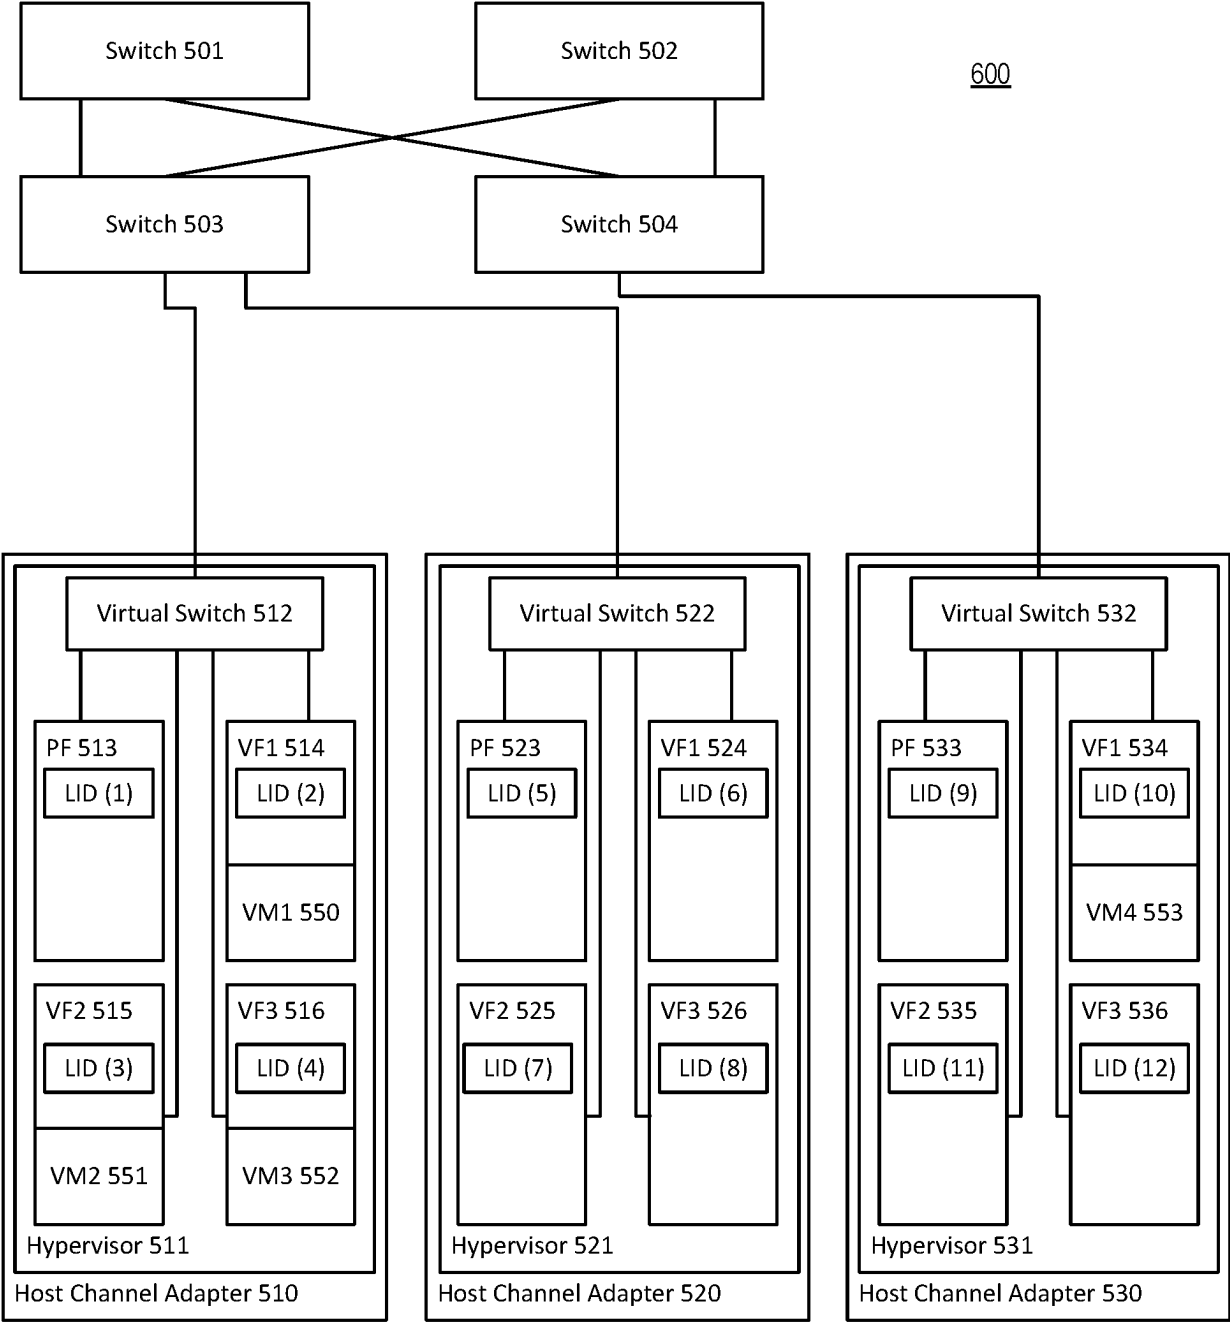 Switch 501
Switch 502
600
Switch 503
Switch 504
Virtual Switch 512
Virtual Switch 522
Virtual Switch 532
PF 513
LID (1)
VF1 514
LID (2)
VM1 550
PF 523
LID (5)
VF1 524
LID (6)
PF 533
LID (9)
VF1 534
LID (10)
VM4 553
VF2 515
LID (3)
VM2 551
VF3 516
LID (4)
VM3 552
VF2 525
LID (7)
VF3 526
LID (8)
VF2 535
LID (11)
VF3 536
LID (12)
Hypervisor 511
Hypervisor 521
Hypervisor 531
Host Channel Adapter 510
Host Channel Adapter 520
Host Channel Adapter 530